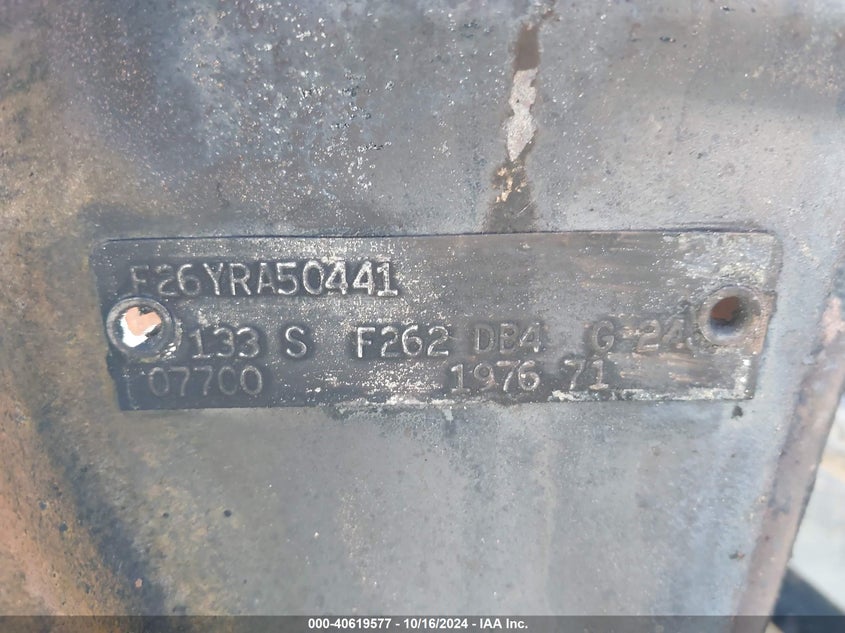 F26YRA50441
133 S F262 DB4 G 24
07700 1976 71
000-40619577 - 10/16/2024 - IAA Inc.